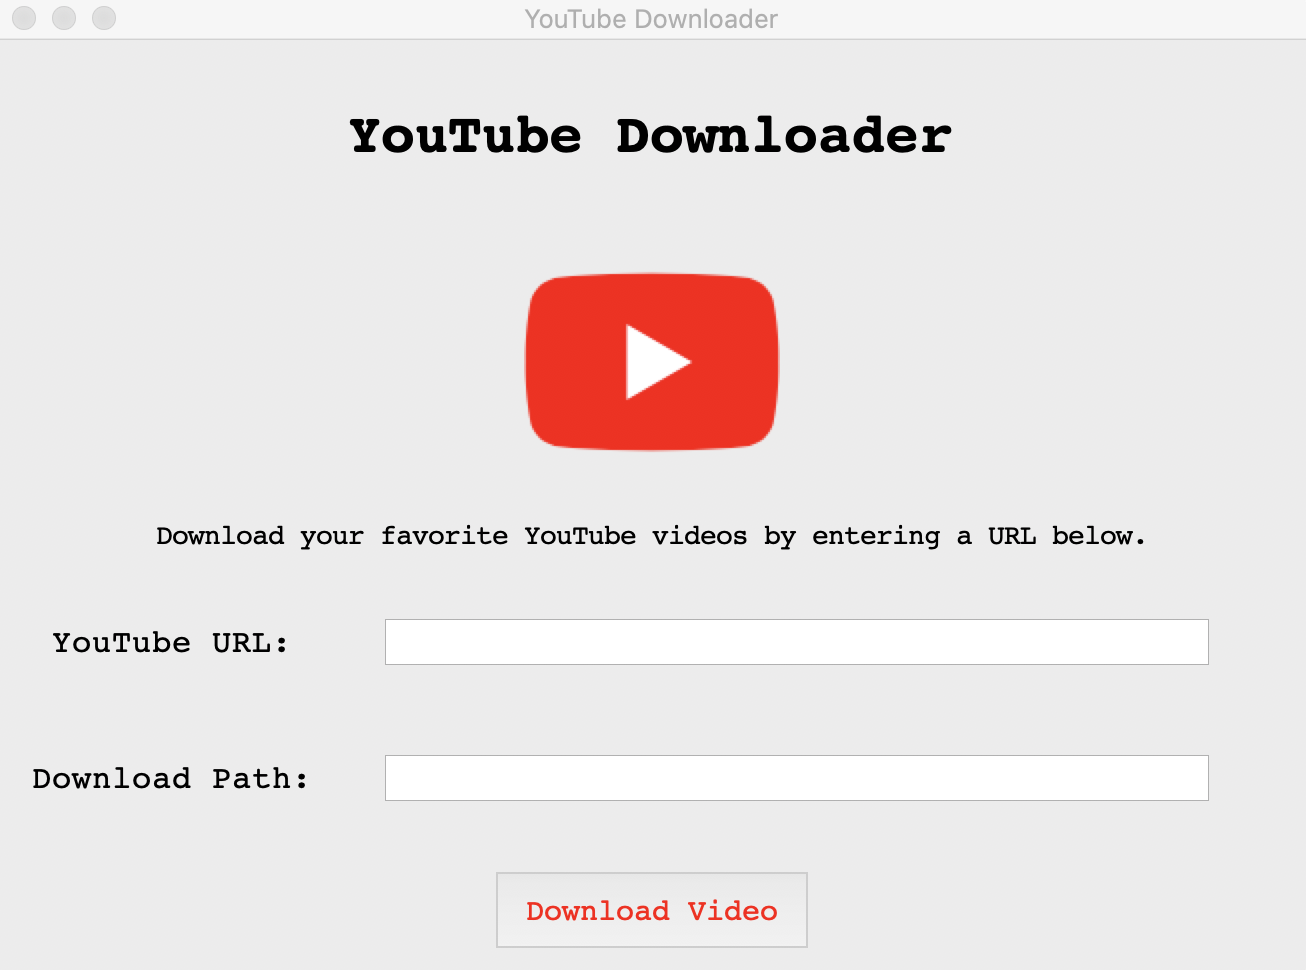 YouTube Downloader
YouTube Downloader
Download your favorite YouTube videos by entering a URL below.
YouTube URL:
Download Path:
Download Video